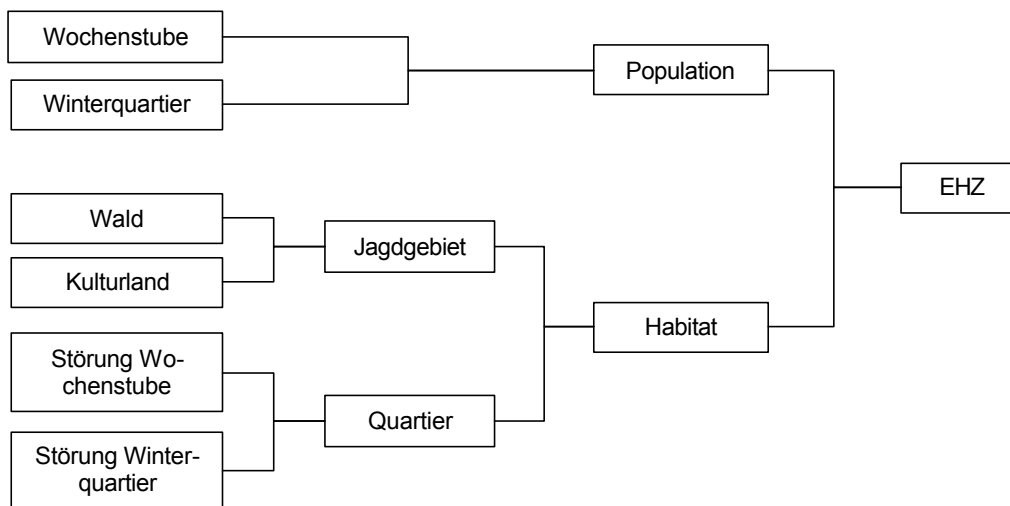 Wochenstube
Population
Winterquartier
EHZ
Wald
Jagdgebiet
Kulturland
Habitat
Störung Wo-
chenstube
Quartier
Störung Winter-
quartier